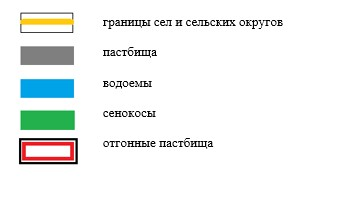 границы сел и сельских округов
пастбища
водоемы
сенокосы
отгонные пастбища